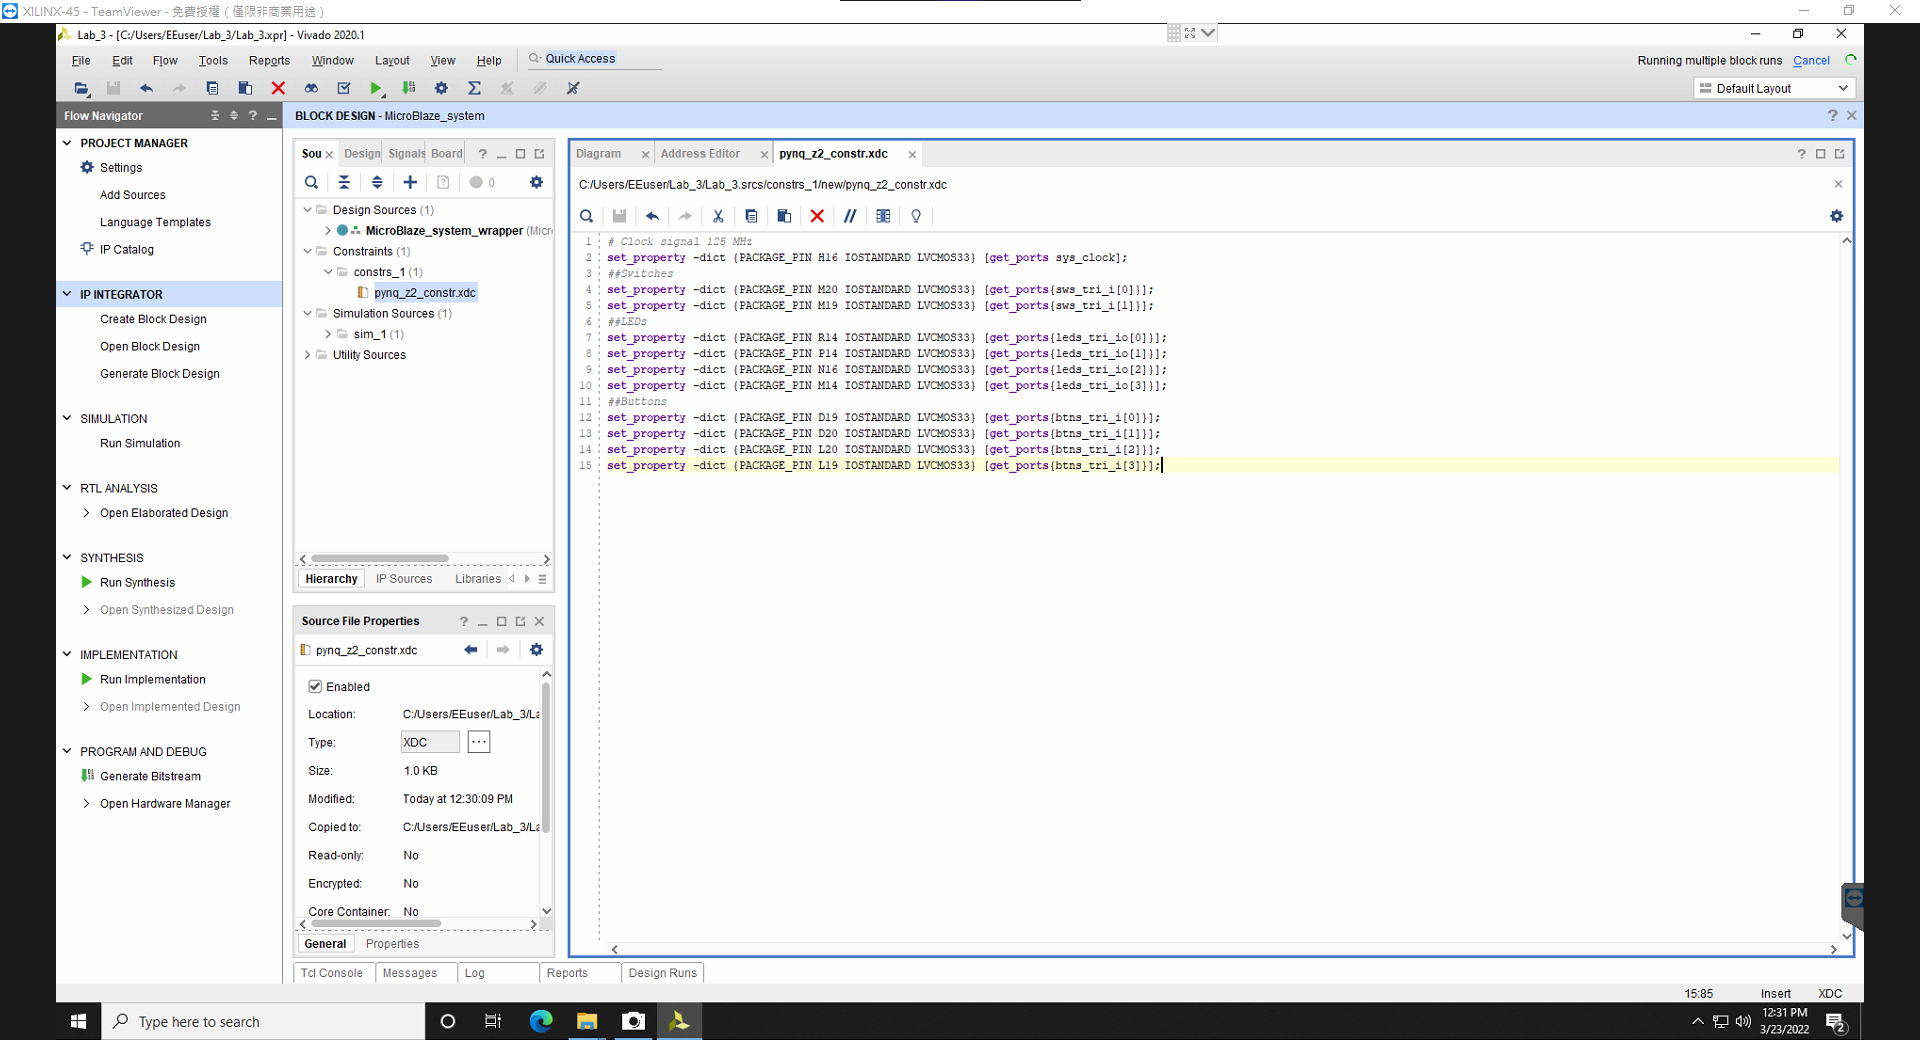 XILINX-45 - TeamViewer - 免費授權 ( 僅限非商業用途 )
Lab_3 - [C:/Users/EEuser/Lab_3/Lab_3.xpr] - Vivado 2020.1
File Edit Flow Tools Reports Window Layout View Help Quick Access
Running multiple block runs Cancel
Default Layout
Flow Navigator
BLOCK DESIGN - MicroBlaze_system
PROJECT MANAGER
Settings
Add Sources
Language Templates
IP Catalog
IP INTEGRATOR
Create Block Design
Open Block Design
Generate Block Design
SIMULATION
Run Simulation
RTL ANALYSIS
Open Elaborated Design
SYNTHESIS
Run Synthesis
Open Synthesized Design
IMPLEMENTATION
Run Implementation
Open Implemented Design
PROGRAM AND DEBUG
Generate Bitstream
Open Hardware Manager
Sou Design Signals Board
0
Design Sources (1)
MicroBlaze_system_wrapper (Micr
Constraints (1)
constrs_1 (1)
pynq_z2_constr.xdc
Simulation Sources (1)
sim_1 (1)
Utility Sources
Hierarchy IP Sources Libraries
Source File Properties
pynq_z2_constr.xdc
Enabled
Location: C:/Users/EEuser/Lab_3/La
Type: XDC
Size: 1.0 KB
Modified: Today at 12:30:09 PM
Copied to: C:/Users/EEuser/Lab_3/La
Read-only: No
Encrypted: No
Core Container: No
General Properties
Diagram Address Editor pynq_z2_constr.xdc
C:/Users/EEuser/Lab_3/Lab_3.srcs/constrs_1/new/pynq_z2_constr.xdc
1 # Clock signal 125 MHz
2 set_property -dict {PACKAGE_PIN H16 IOSTANDARD LVCMOS33} [get_ports sys_clock];
3 ##Switches
4 set_property -dict {PACKAGE_PIN M20 IOSTANDARD LVCMOS33} [get_ports{sws_tri_i[0]}];
5 set_property -dict {PACKAGE_PIN M19 IOSTANDARD LVCMOS33} [get_ports{sws_tri_i[1]}];
6 ##LEDs
7 set_property -dict {PACKAGE_PIN R14 IOSTANDARD LVCMOS33} [get_ports{leds_tri_io[0]}];
8 set_property -dict {PACKAGE_PIN P14 IOSTANDARD LVCMOS33} [get_ports{leds_tri_io[1]}];
9 set_property -dict {PACKAGE_PIN N16 IOSTANDARD LVCMOS33} [get_ports{leds_tri_io[2]}];
10 set_property -dict {PACKAGE_PIN M14 IOSTANDARD LVCMOS33} [get_ports{leds_tri_io[3]}];
11 ##Buttons
12 set_property -dict {PACKAGE_PIN D19 IOSTANDARD LVCMOS33} [get_ports{btns_tri_i[0]}];
13 set_property -dict {PACKAGE_PIN D20 IOSTANDARD LVCMOS33} [get_ports{btns_tri_i[1]}];
14 set_property -dict {PACKAGE_PIN L20 IOSTANDARD LVCMOS33} [get_ports{btns_tri_i[2]}];
15 set_property -dict {PACKAGE_PIN L19 IOSTANDARD LVCMOS33} [get_ports{btns_tri_i[3]}];
Tcl Console Messages Log Reports Design Runs
15:85 Insert XDC
Type here to search
12:31 PM
3/23/2022
2